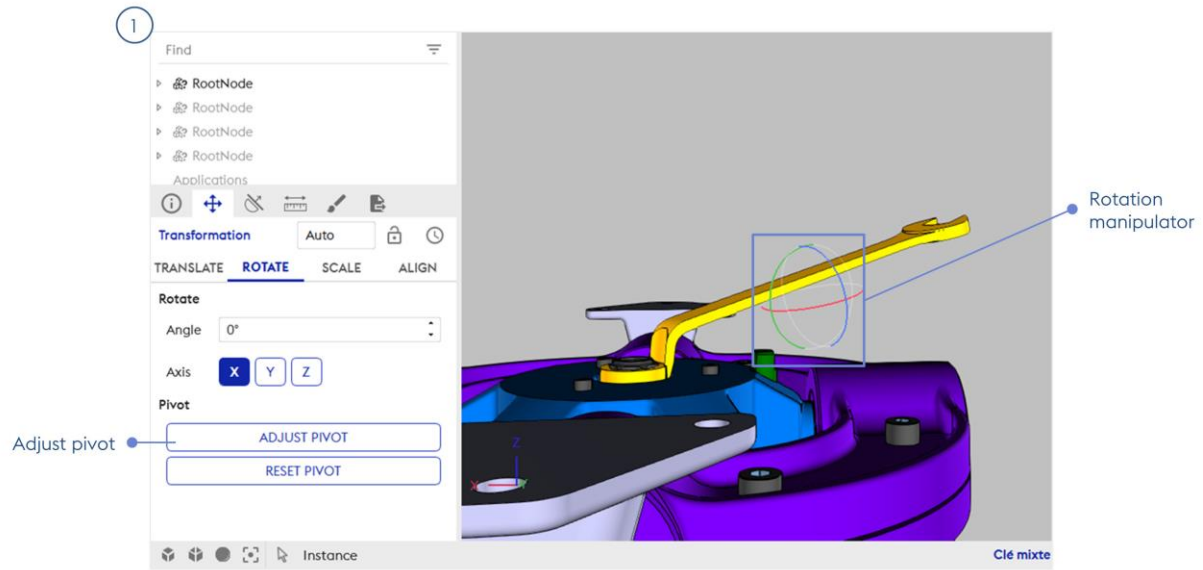 1
Find
RootNode
RootNode
RootNode
RootNode
Applications
Transformation
Auto
TRANSLATE ROTATE SCALE ALIGN
Rotate
Angle 0°
Axis X Y Z
Pivot
ADJUST PIVOT
RESET PIVOT
Adjust pivot
Rotation
manipulator
Z
X Y
Instance
Clé mixte